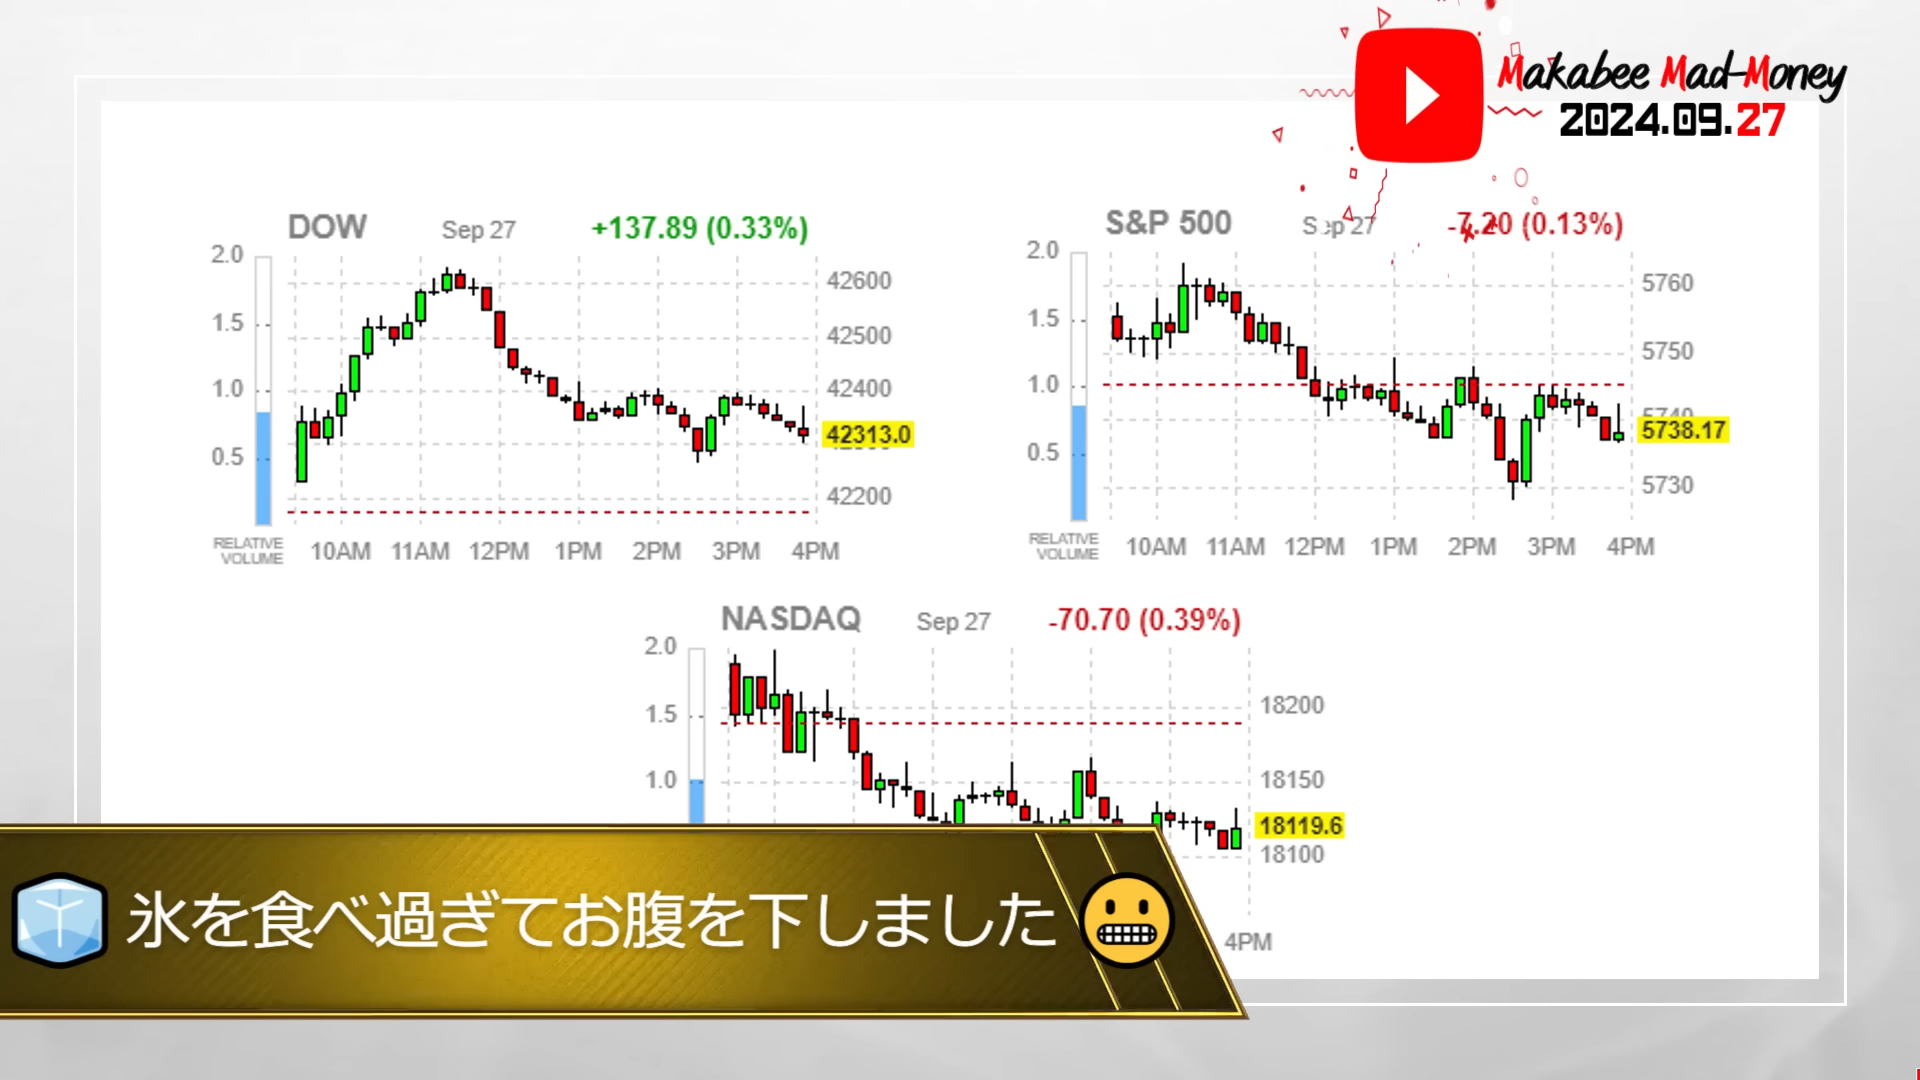 Makabee Mad-Money
2024.09.27
DOW Sep 27 +137.89 (0.33%)
2.0
1.5
1.0
0.5
42600
42500
42400
42313.0
42200
RELATIVE
VOLUME
10AM 11AM 12PM 1PM 2PM 3PM 4PM
S&P 500 Sep 27 -7.20 (0.13%)
2.0
1.5
1.0
0.5
5760
5750
5740
5738.17
5730
RELATIVE
VOLUME
10AM 11AM 12PM 1PM 2PM 3PM 4PM
NASDAQ Sep 27 -70.70 (0.39%)
2.0
1.5
1.0
18200
18150
18119.6
18100
4PM
氷を食べ過ぎてお腹を下しました